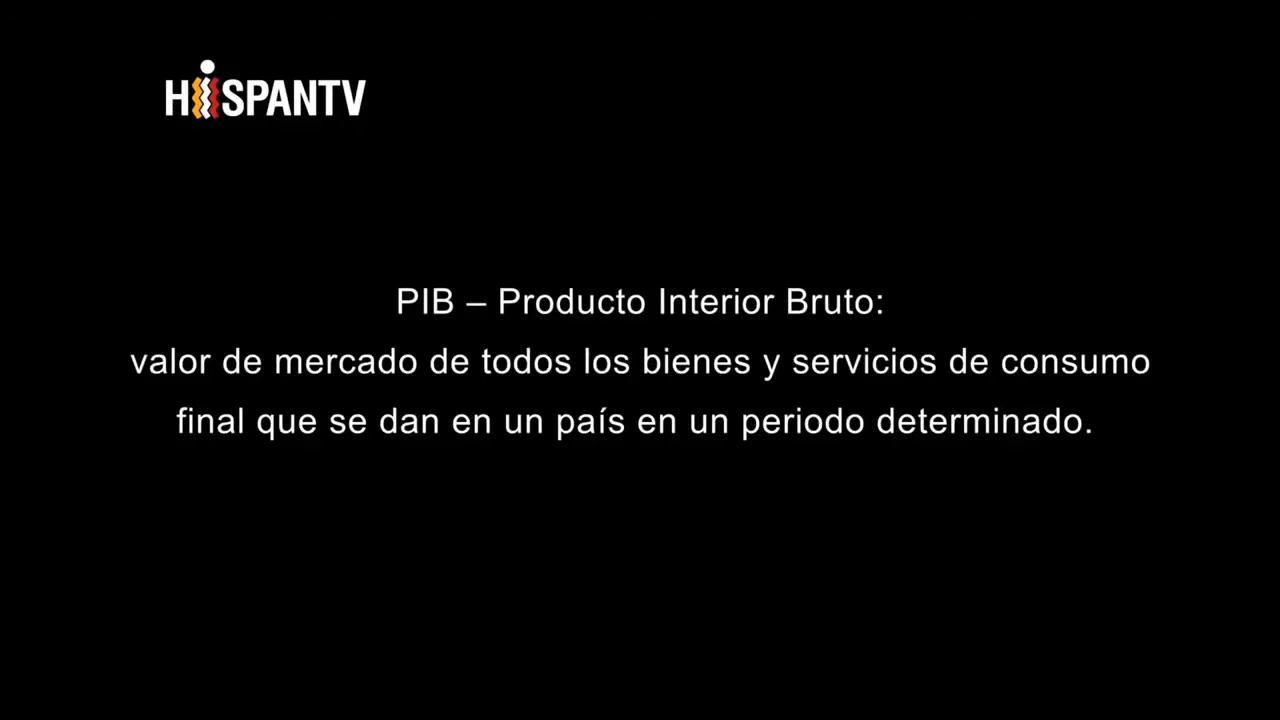 HISPANTV
PIB – Producto Interior Bruto:
valor de mercado de todos los bienes y servicios de consumo
final que se dan en un país en un periodo determinado.